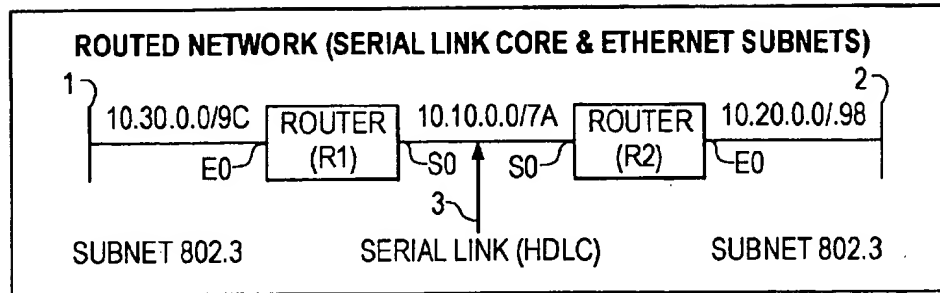 ROUTED NETWORK (SERIAL LINK CORE & ETHERNET SUBNETS)
1
2
10.30.0.0/9C
ROUTER
(R1)
10.10.0.0/7A
ROUTER
(R2)
10.20.0.0/.98
E0
S0
S0
E0
3
SUBNET 802.3
SERIAL LINK (HDLC)
SUBNET 802.3